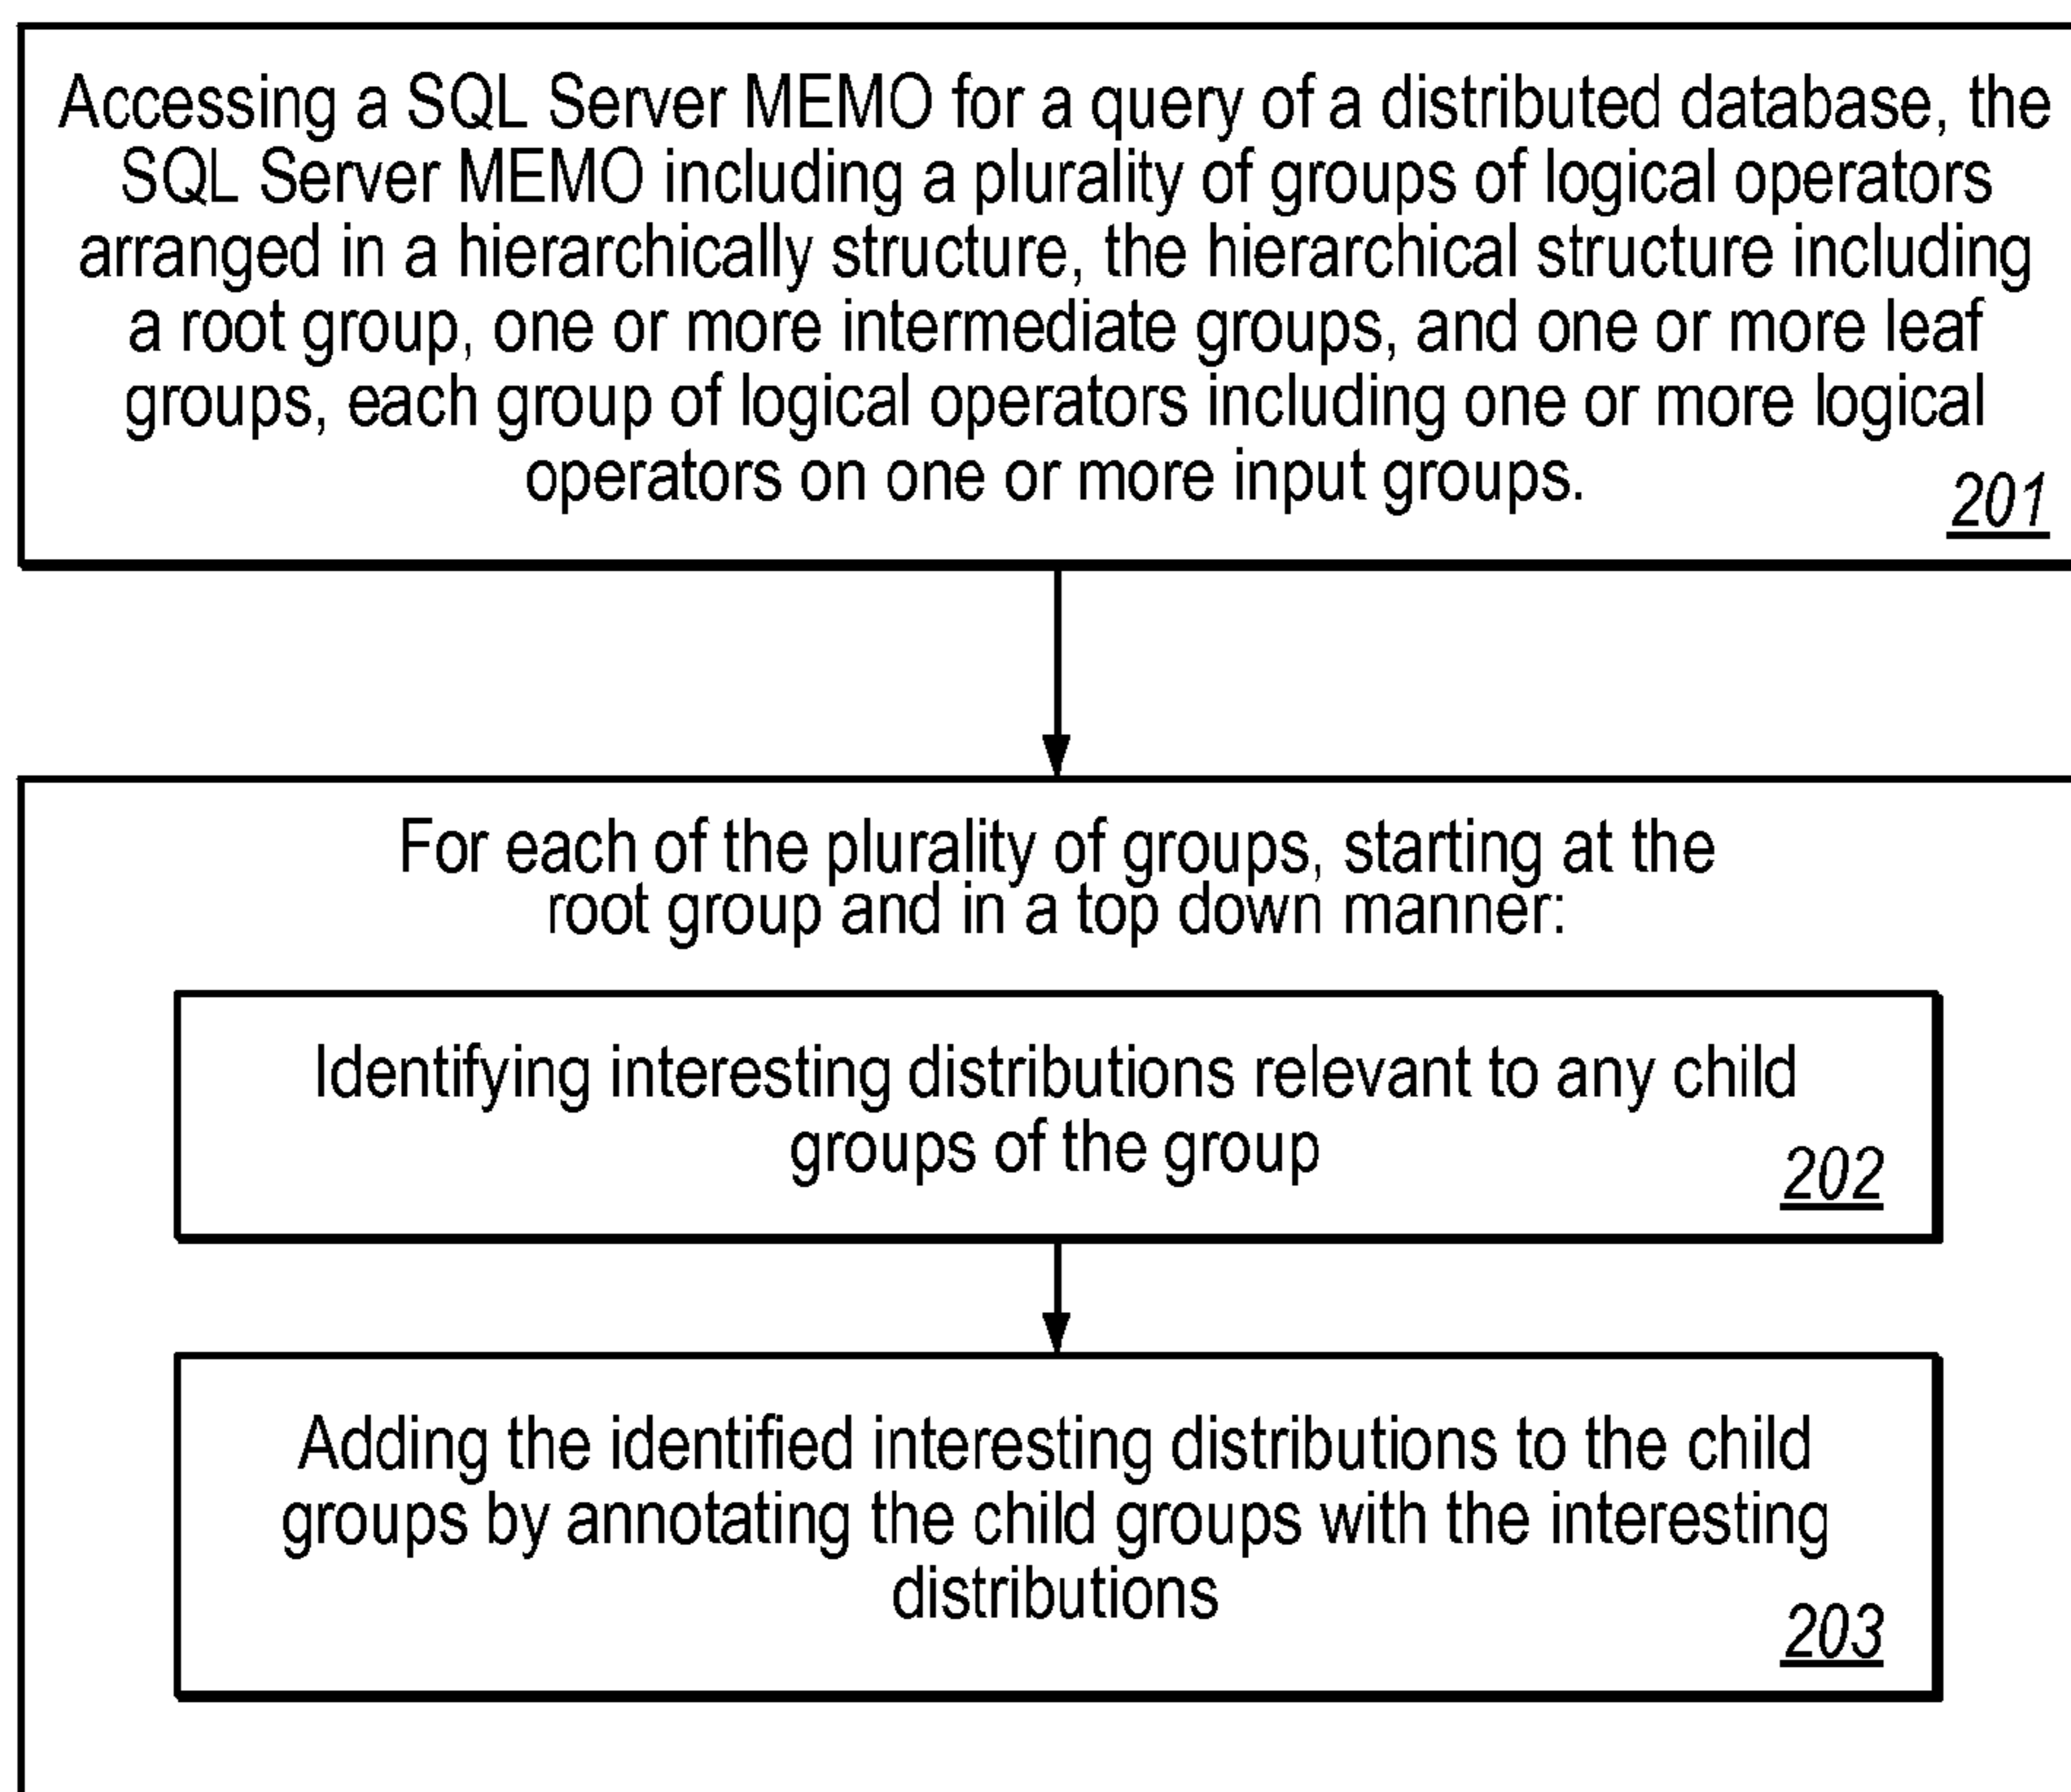 Accessing a SQL Server MEMO for a query of a distributed database, the
SQL Server MEMO including a plurality of groups of logical operators
arranged in a hierarchically structure, the hierarchical structure including
a root group, one or more intermediate groups, and one or more leaf
groups, each group of logical operators including one or more logical
operators on one or more input groups.
201
For each of the plurality of groups, starting at the
root group and in a top down manner:
Identifying interesting distributions relevant to any child
groups of the group
202
Adding the identified interesting distributions to the child
groups by annotating the child groups with the interesting
distributions
203